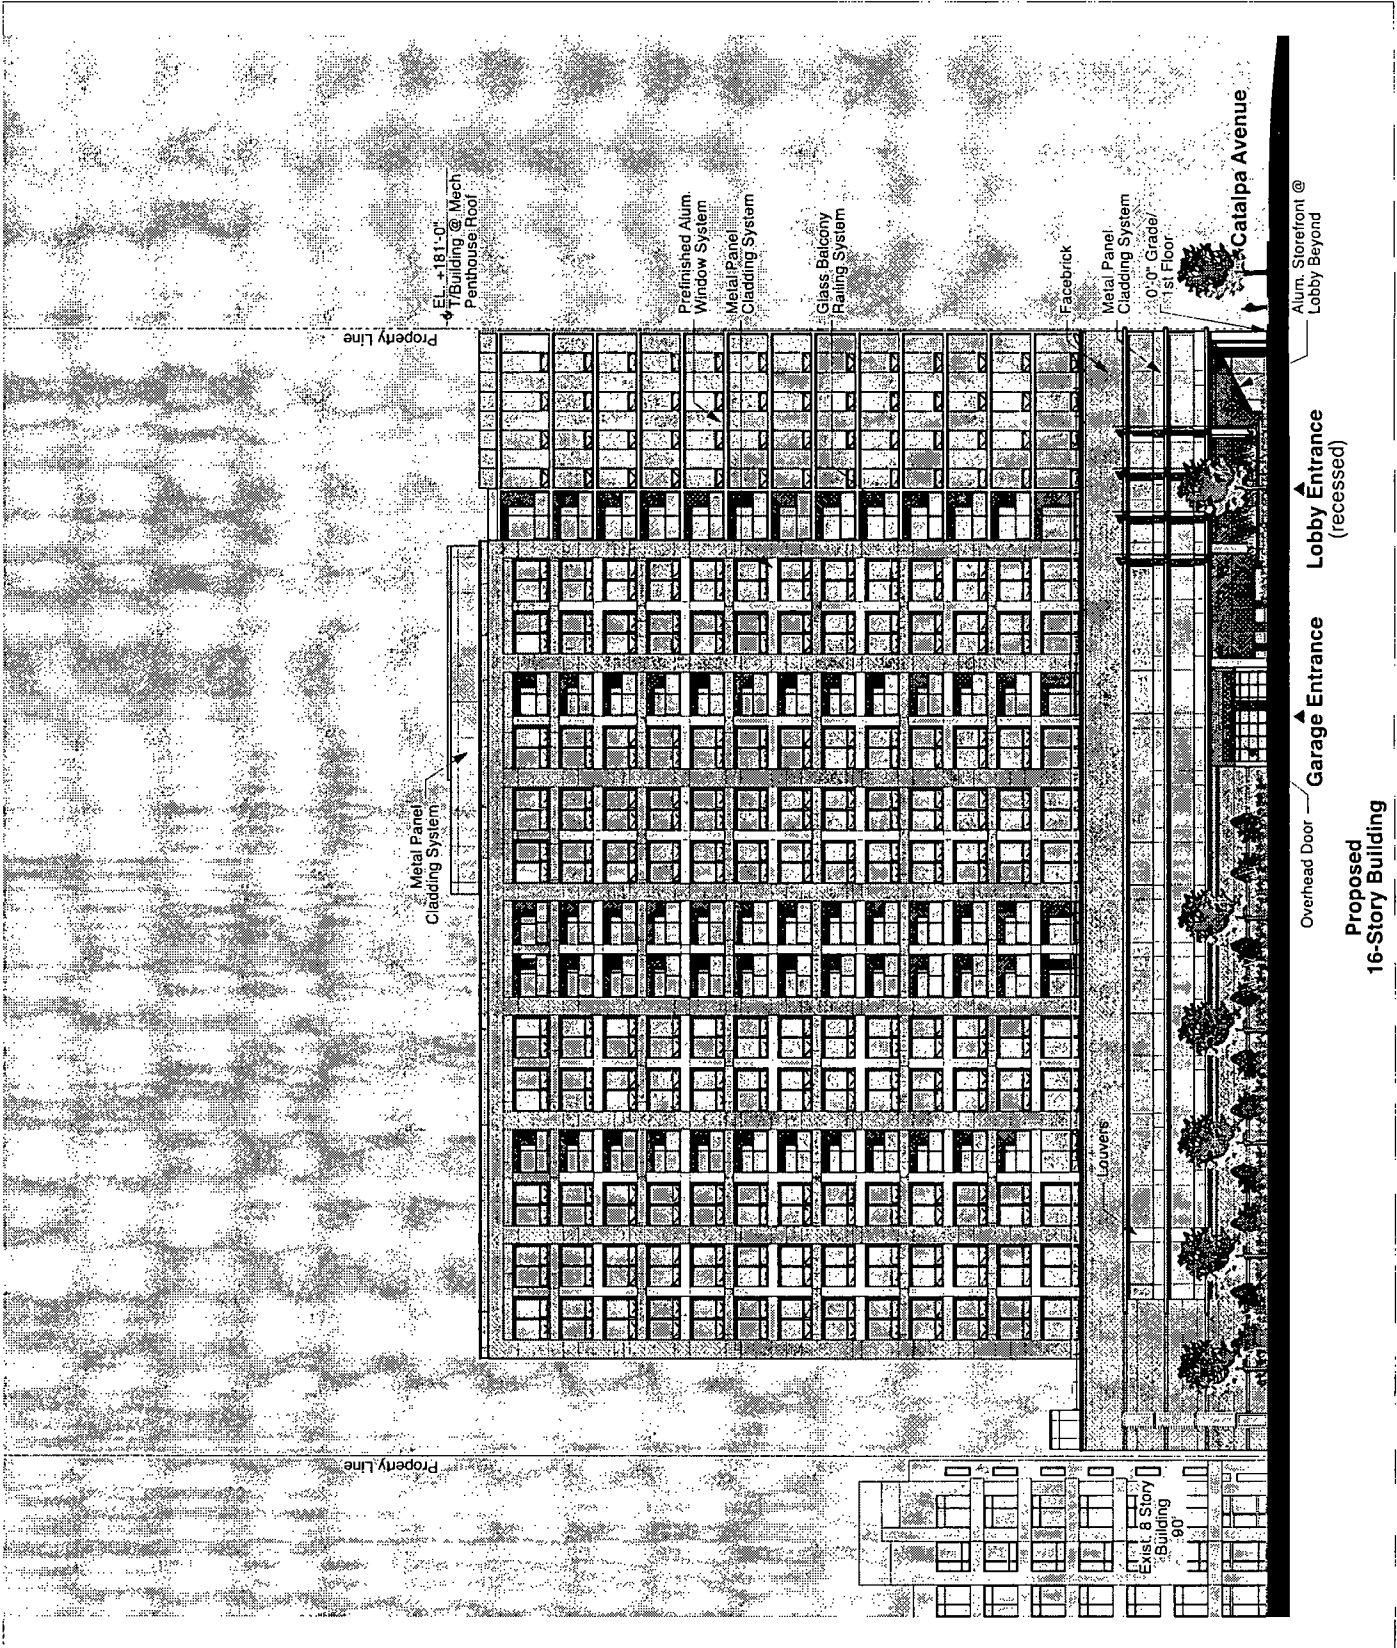 Property Line
Property Line
EL. +181'-0"
T/Building @ Mech
Penthouse Roof
Metal Panel
Cladding System
Prefinished Alum.
Window System
Metal Panel
Cladding System
Glass Balcony
Railing System
Facebrick
Metal Panel
Cladding System
0'-0" Grade/
1st Floor
Catalpa Avenue
Louvers
Exist. 8 Story
Building
90'
Alum. Storefront @
Lobby Beyond
Overhead Door
Garage Entrance
Lobby Entrance
(recessed)
Proposed
16-Story Building